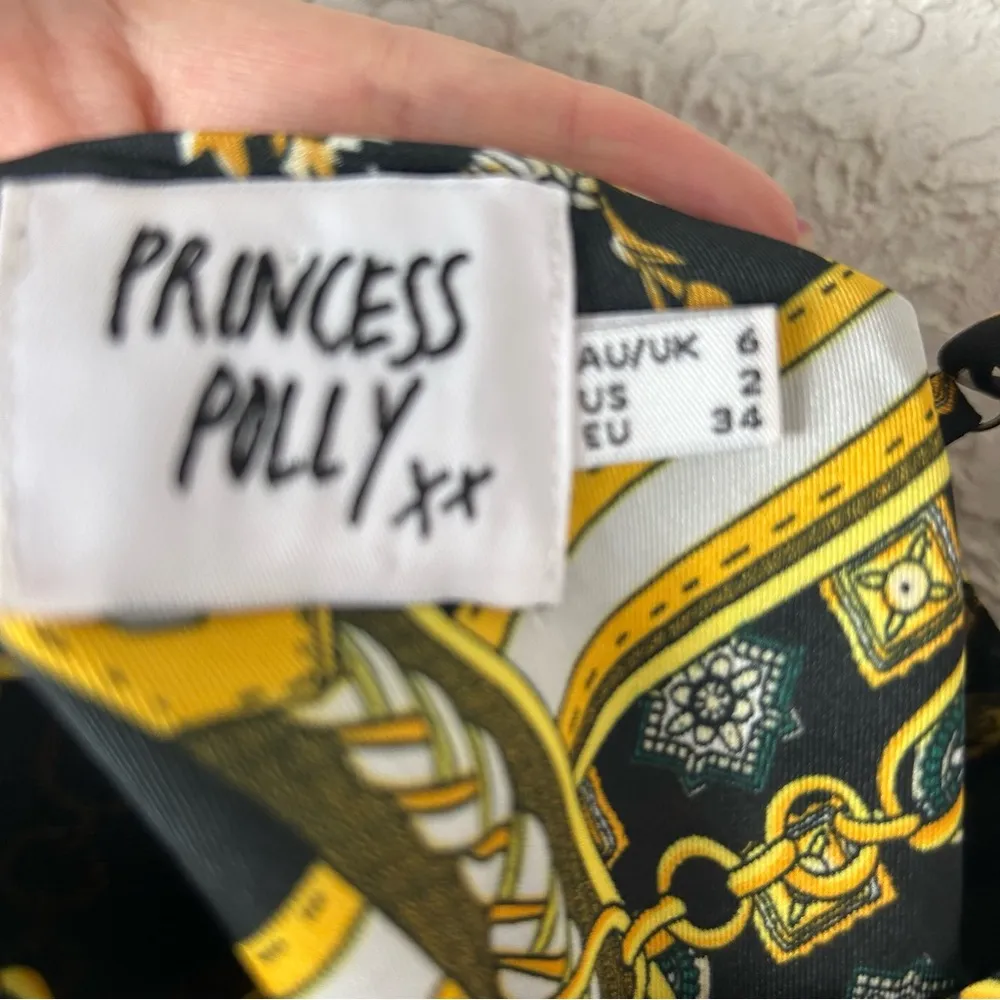 PRINCESS
POLLY xx
AU/UK 6
US 2
EU 34